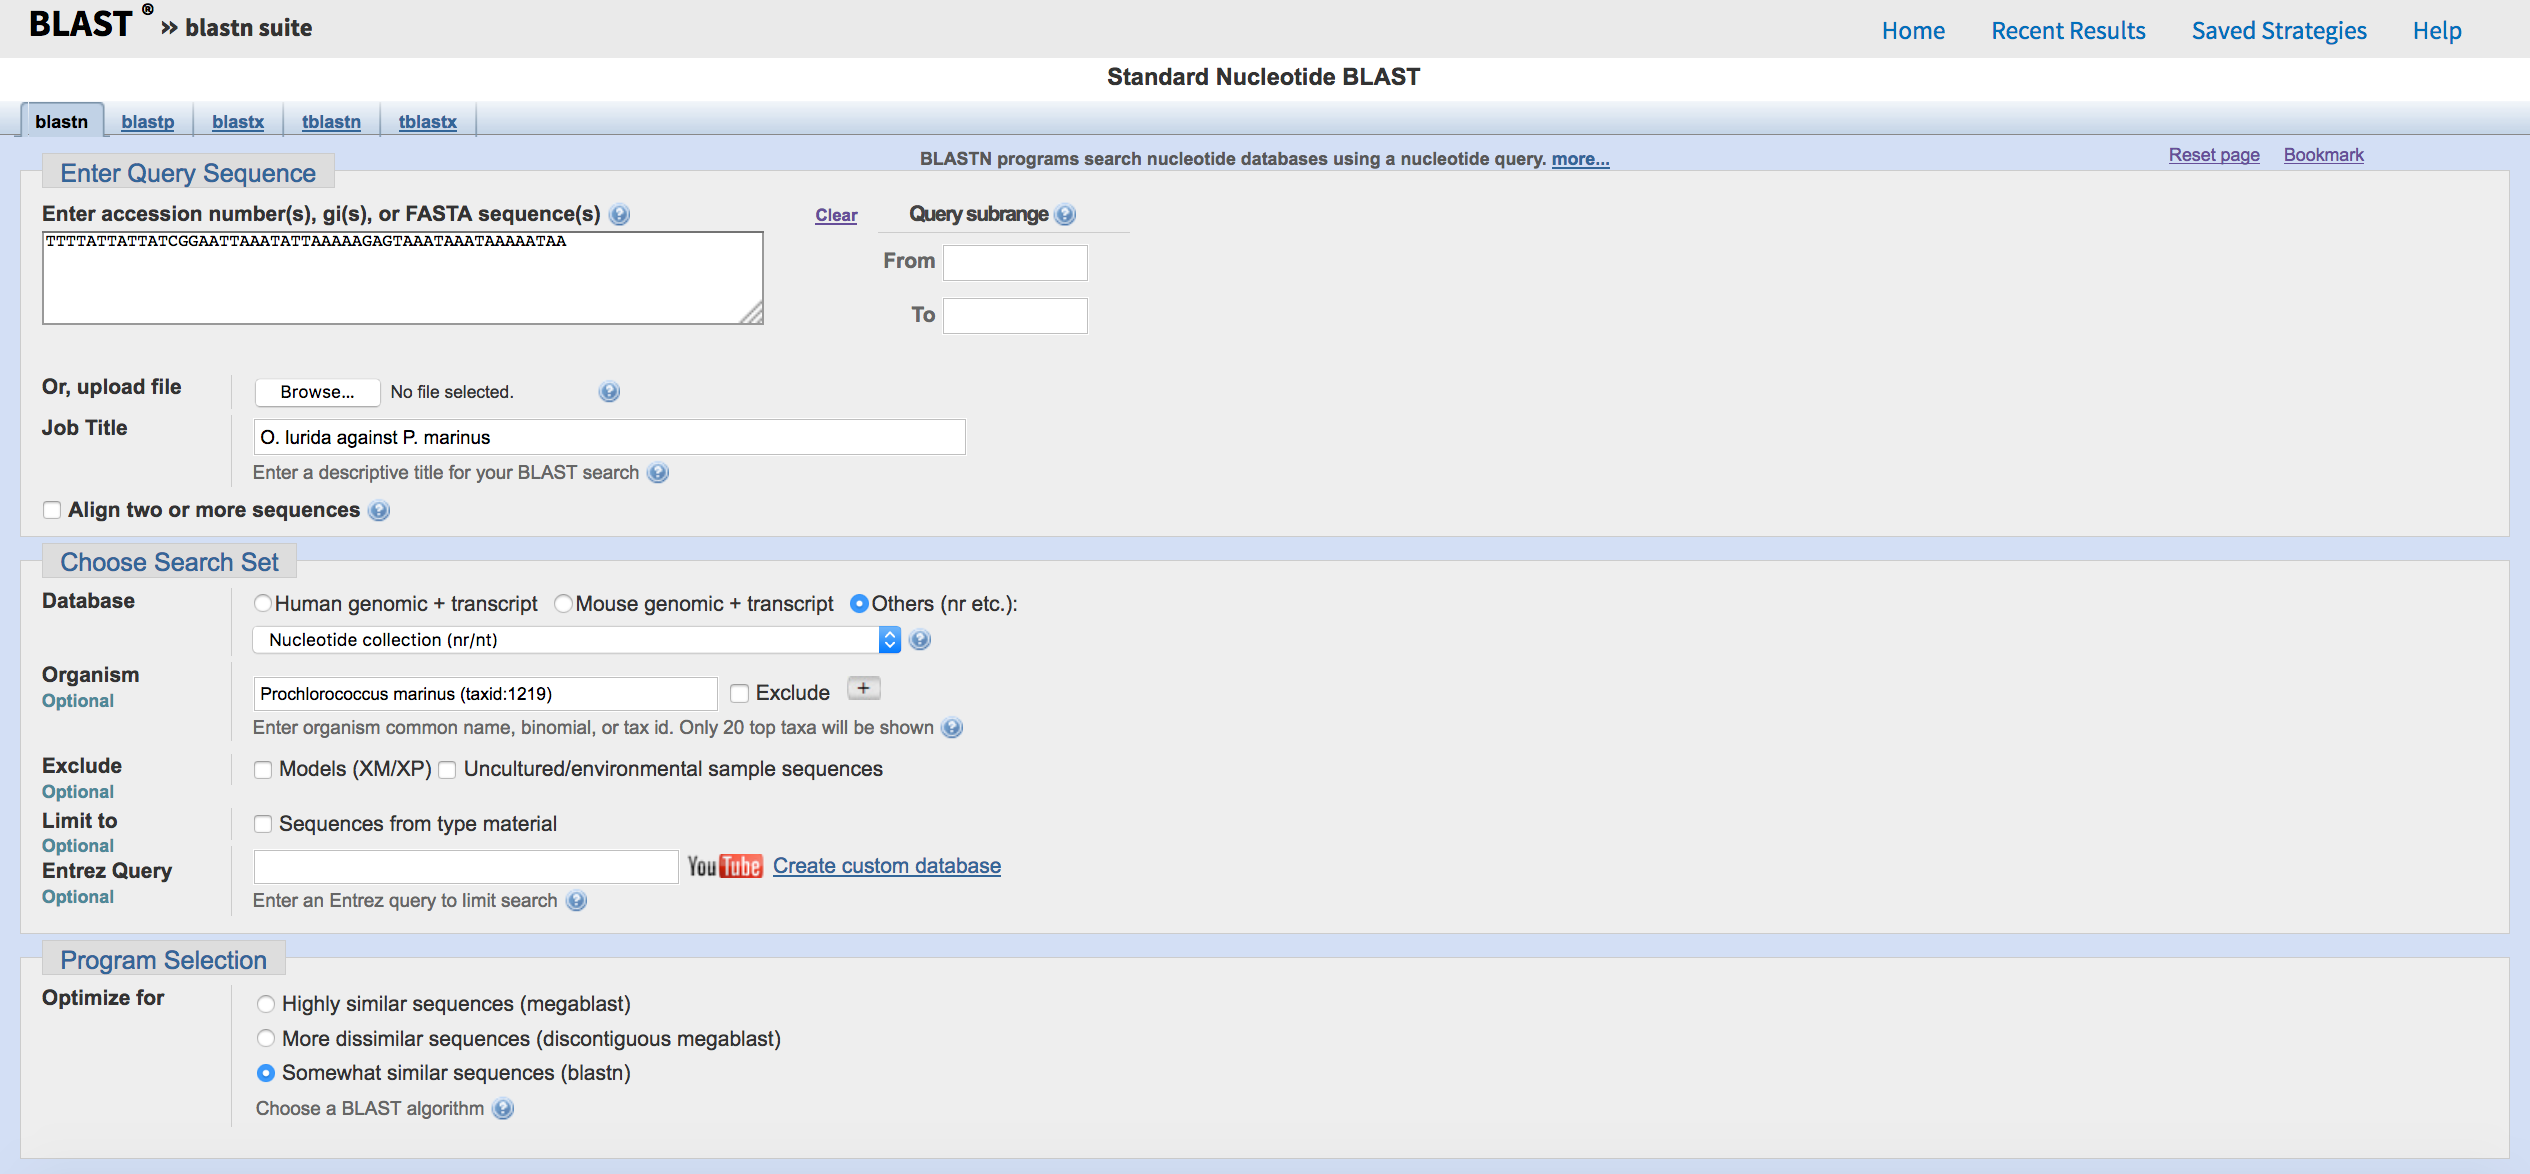 BLAST ® » blastn suite
Home Recent Results Saved Strategies Help
Standard Nucleotide BLAST
blastn blastp blastx tblastn tblastx
BLASTN programs search nucleotide databases using a nucleotide query. more...
Reset page Bookmark
Enter Query Sequence
Enter accession number(s), gi(s), or FASTA sequence(s)
Clear
Query subrange
TTTTATTATTATCGGAATTAAATATTAAAAAGAGTAAATAAATAAAAATAA
From
To
Or, upload file
Browse... No file selected.
Job Title
O. lurida against P. marinus
Enter a descriptive title for your BLAST search
Align two or more sequences
Choose Search Set
Database
Human genomic + transcript Mouse genomic + transcript Others (nr etc.):
Nucleotide collection (nr/nt)
Organism
Optional
Prochlorococcus marinus (taxid:1219) Exclude +
Enter organism common name, binomial, or tax id. Only 20 top taxa will be shown
Exclude
Optional
Models (XM/XP) Uncultured/environmental sample sequences
Limit to
Optional
Sequences from type material
Entrez Query
Optional
YouTube Create custom database
Enter an Entrez query to limit search
Program Selection
Optimize for
Highly similar sequences (megablast)
More dissimilar sequences (discontiguous megablast)
Somewhat similar sequences (blastn)
Choose a BLAST algorithm